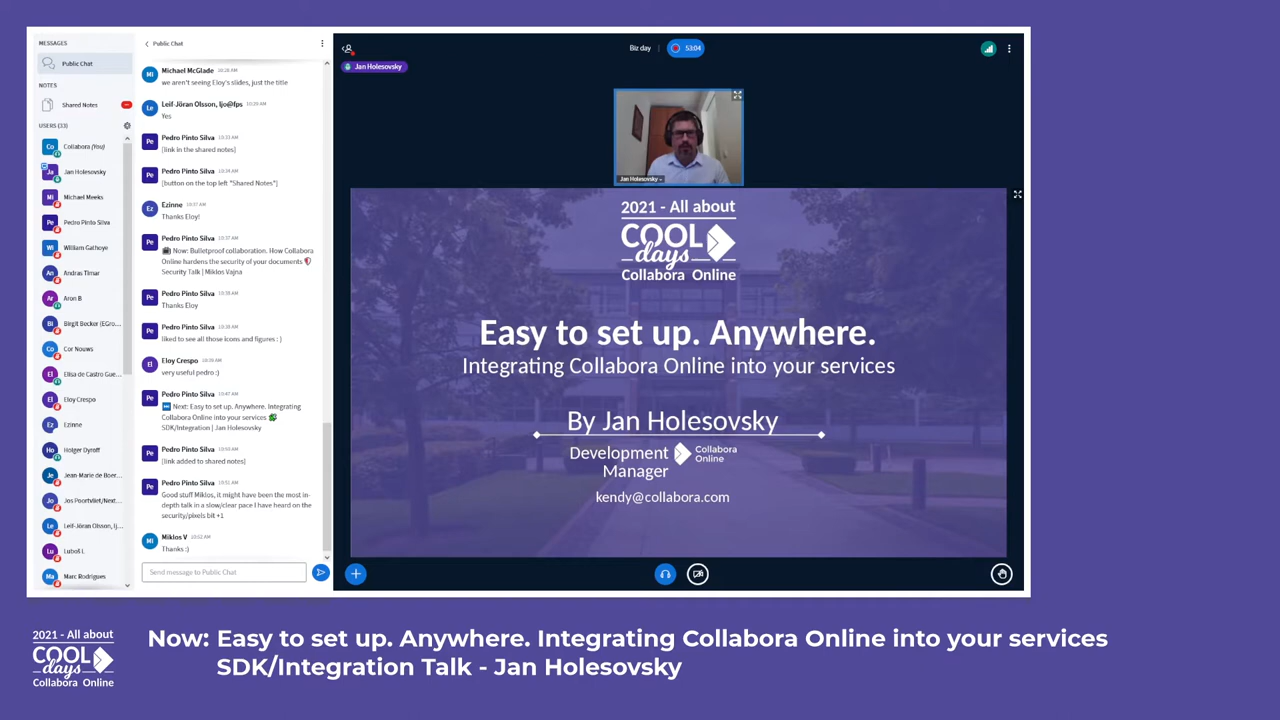 MESSAGES
Public Chat
NOTES
Shared Notes
USERS (33)
Collabora (You)
Jan Holesovsky
Michael Meeks
Pedro Pinto Silva
William Gathoye
Andras Timar
Aron B
Birgit Becker (EGro...
Cor Nouws
Elisa de Castro Gue...
Eloy Crespo
Ezinne
Holger Dyroff
Jean-Marie de Boer...
Jos Poortvliet/Next...
Leif-Jöran Olsson, lj...
Luboš L
Marc Rodrigues
Public Chat
Michael McGlade
we aren't seeing Eloy's slides, just the title
Leif-Jöran Olsson, ljo@fps
Yes
Pedro Pinto Silva
[link in the shared notes]
Pedro Pinto Silva
[button on the top left "Shared Notes"]
Ezinne 10:37 AM
Thanks Eloy!
Pedro Pinto Silva 10:37 AM
Now: Bulletproof collaboration. How Collabora
Online hardens the security of your documents
Security Talk | Miklos Vajna
Pedro Pinto Silva
Thanks Eloy
Pedro Pinto Silva
liked to see all those icons and figures : )
Eloy Crespo
very useful pedro :)
Pedro Pinto Silva 10:47 AM
Next: Easy to set up. Anywhere. Integrating
Collabora Online into your services
SDK/Integration | Jan Holesovsky
Pedro Pinto Silva
[link added to shared notes]
Pedro Pinto Silva 10:51 AM
Good stuff Miklos, it might have been the most in-
depth talk in a slow/clear pace I have heard on the
security/pixels bit +1
Miklos V
Thanks :)
Send message to Public Chat
Biz day
53:04
Jan Holesovsky
Jan Holesovsky
2021 - All about
COOL
days
Collabora Online
Easy to set up. Anywhere.
Integrating Collabora Online into your services
By Jan Holesovsky
Development
Manager
Collabora
Online
kendy@collabora.com
2021 - All about
COOL
days
Collabora Online
Now: Easy to set up. Anywhere. Integrating Collabora Online into your services
SDK/Integration Talk - Jan Holesovsky